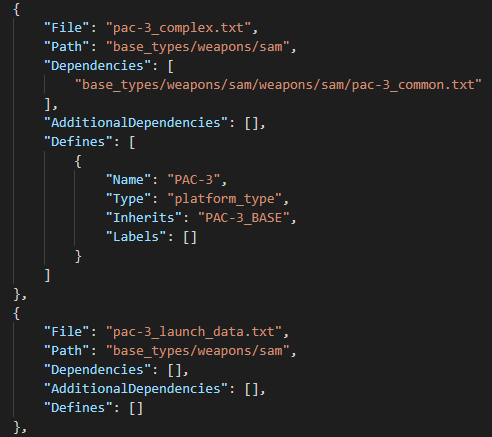 {
    "File": "pac-3_complex.txt",
    "Path": "base_types/weapons/sam",
    "Dependencies": [
        "base_types/weapons/sam/weapons/sam/pac-3_common.txt"
    ],
    "AdditionalDependencies": [],
    "Defines": [
        {
            "Name": "PAC-3",
            "Type": "platform_type",
            "Inherits": "PAC-3_BASE",
            "Labels": []
        }
    ]
},
{
    "File": "pac-3_launch_data.txt",
    "Path": "base_types/weapons/sam",
    "Dependencies": [],
    "AdditionalDependencies": [],
    "Defines": []
},